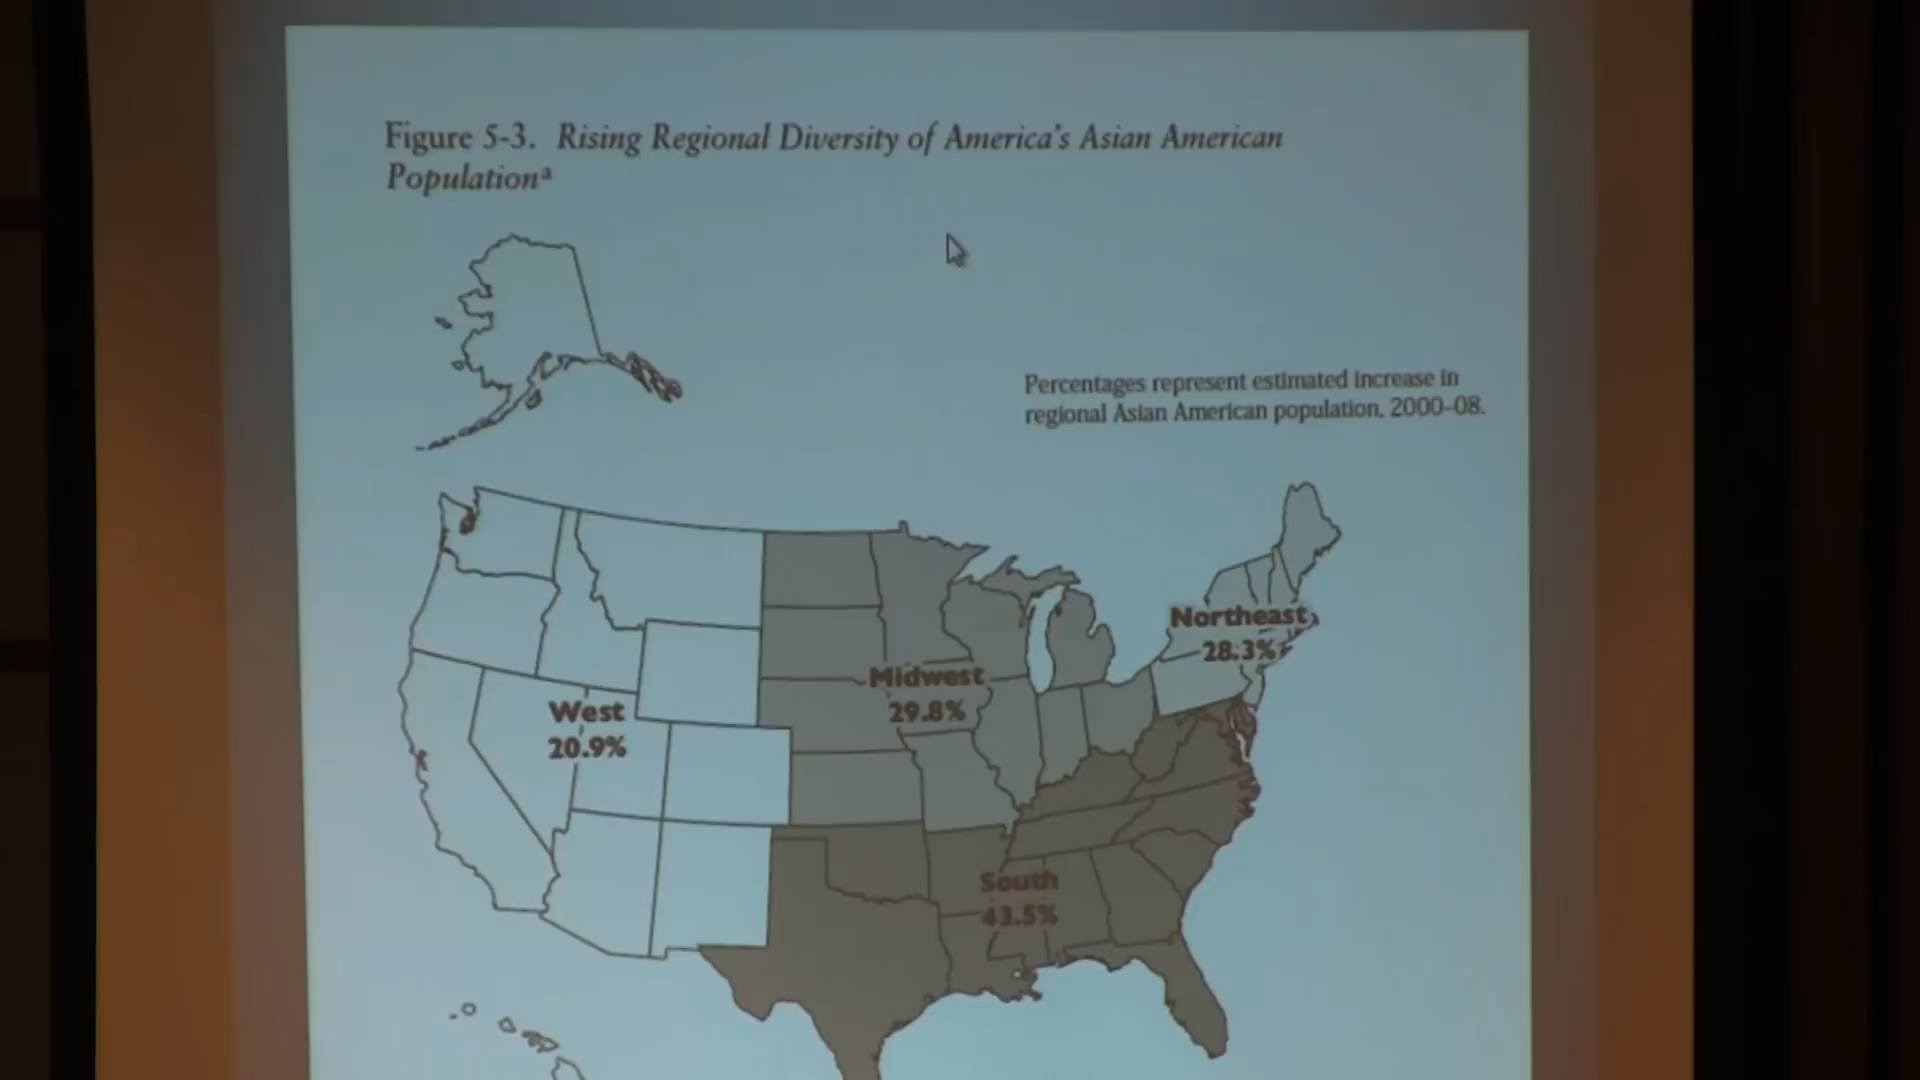 Figure 5-3. Rising Regional Diversity of America's Asian American
Populationª
Percentages represent estimated increase in
regional Asian American population, 2000–08.
Northeast
28.3%
Midwest
29.8%
West
20.9%
South
43.5%